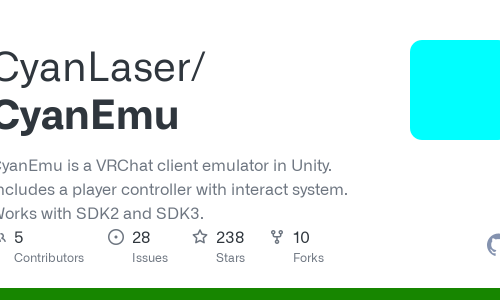 CyanLaser/
CyanEmu
CyanEmu is a VRChat client emulator in Unity.
Includes a player controller with interact system.
Works with SDK2 and SDK3.
5 28 238 10
Contributors Issues Stars Forks